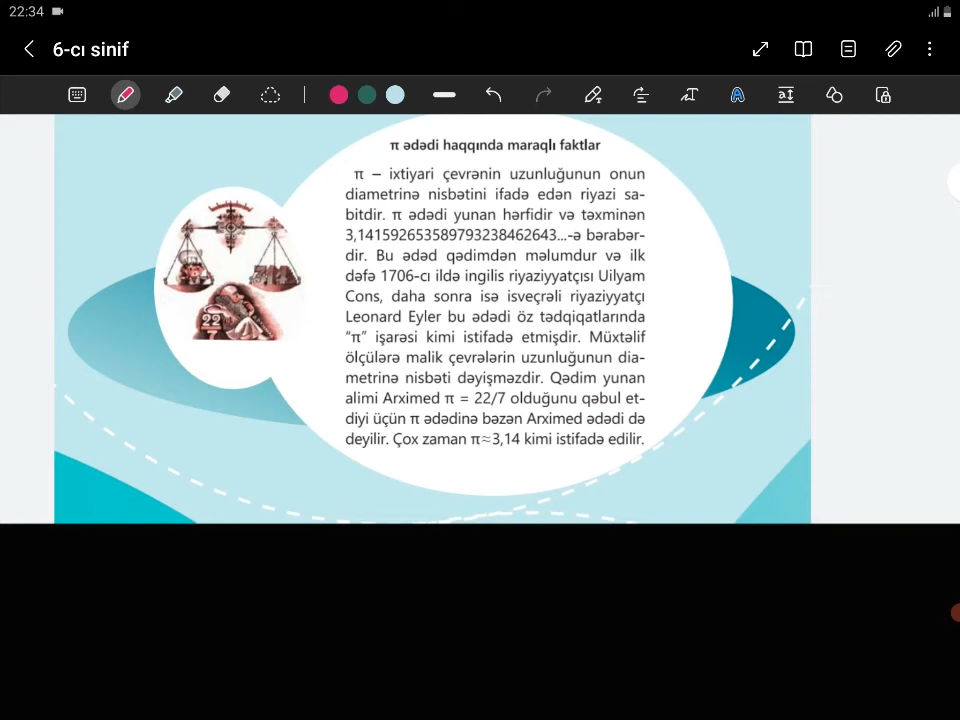 22:34
6-cı sinif
π ədədi haqqında maraqlı faktlar
π – ixtiyari çevrənin uzunluğunun onun
diametrinə nisbətini ifadə edən riyazi sa-
bitdir. π ədədi yunan hərfidir və təxminən
3,141592653589793238462643...-ə bərabər-
dir. Bu ədəd qədimdən məlumdur və ilk
dəfə 1706-cı ildə ingilis riyaziyyatçısı Uilyam
Cons, daha sonra isə isveçrəli riyaziyyatçı
Leonard Eyler bu ədədi öz tədqiqatlarında
“π” işarəsi kimi istifadə etmişdir. Müxtəlif
ölçülərə malik çevrələrin uzunluğunun dia-
metrinə nisbəti dəyişməzdir. Qədim yunan
alimi Arximed π = 22/7 olduğunu qəbul et-
diyi üçün π ədədinə bəzən Arximed ədədi də
deyilir. Çox zaman π≈3,14 kimi istifadə edilir.
22
7